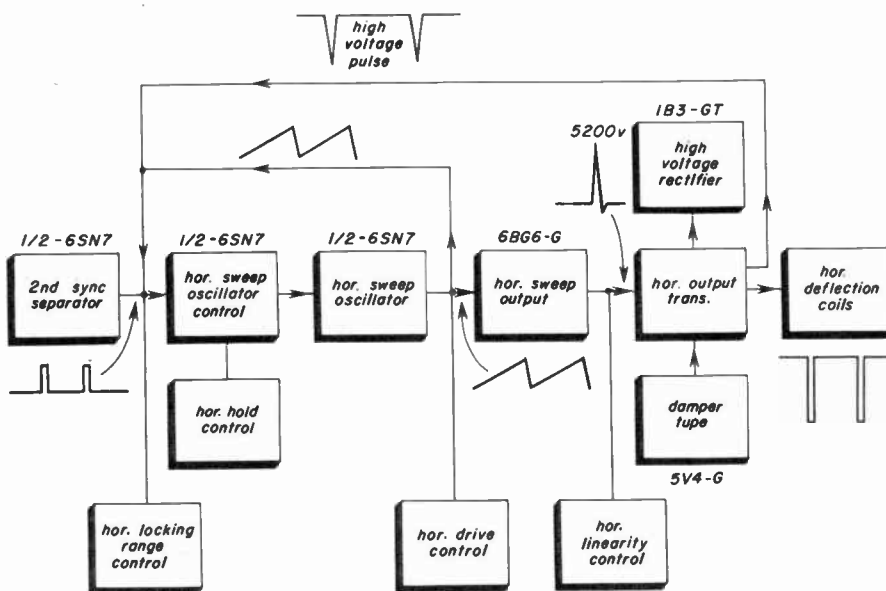 high
voltage
pulse
1B3-GT
5200v
high
voltage
rectifier
1/2-6SN7
1/2-6SN7
1/2-6SN7
6BG6-G
2nd sync
separator
hor. sweep
oscillator
control
hor. sweep
oscillator
hor. sweep
output
hor. output
trans.
hor.
deflection
coils
hor. hold
control
damper
tupe
5V4-G
hor. locking
range
control
hor. drive
control
hor.
linearity
control